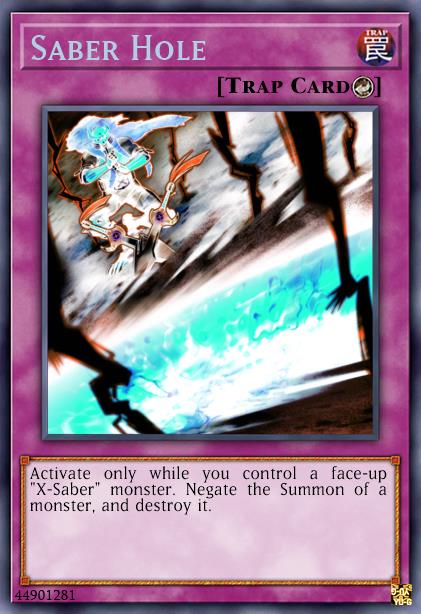 Saber Hole
TRAP
罠
[Trap Card]
Activate only while you control a face-up
"X-Saber" monster. Negate the Summon of a
monster, and destroy it.
44901281